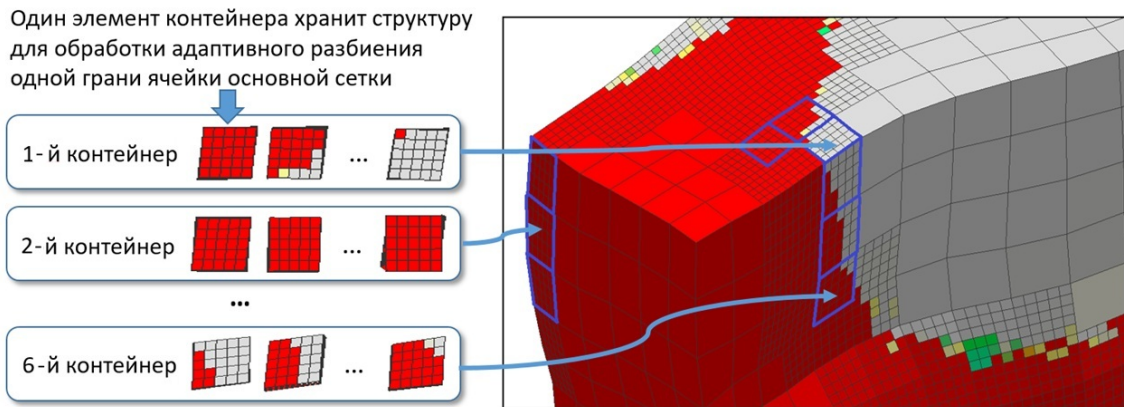 Один элемент контейнера хранит структуру
для обработки адаптивного разбиения
одной грани ячейки основной сетки
1-й контейнер
...
2-й контейнер
...
...
6-й контейнер
...